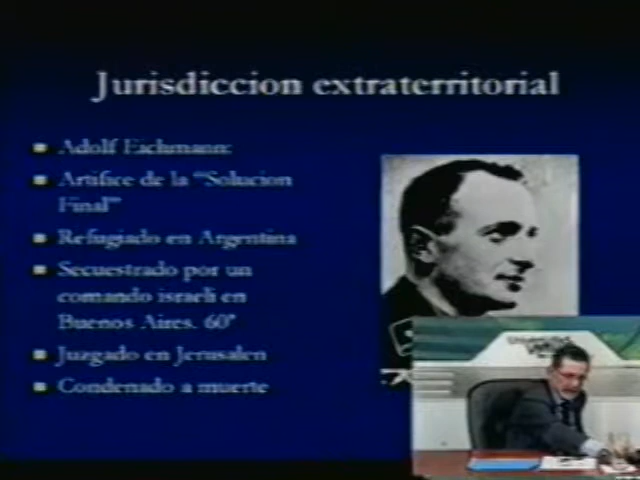 Jurisdiccion extraterritorial
Adolf Eichmann:
Artifice de la "Solucion
Final"
Refugiado en Argentina
Secuestrado por un
comando israeli en
Buenos Aires. 60'
Juzgado en Jerusalen
Condenado a muerte